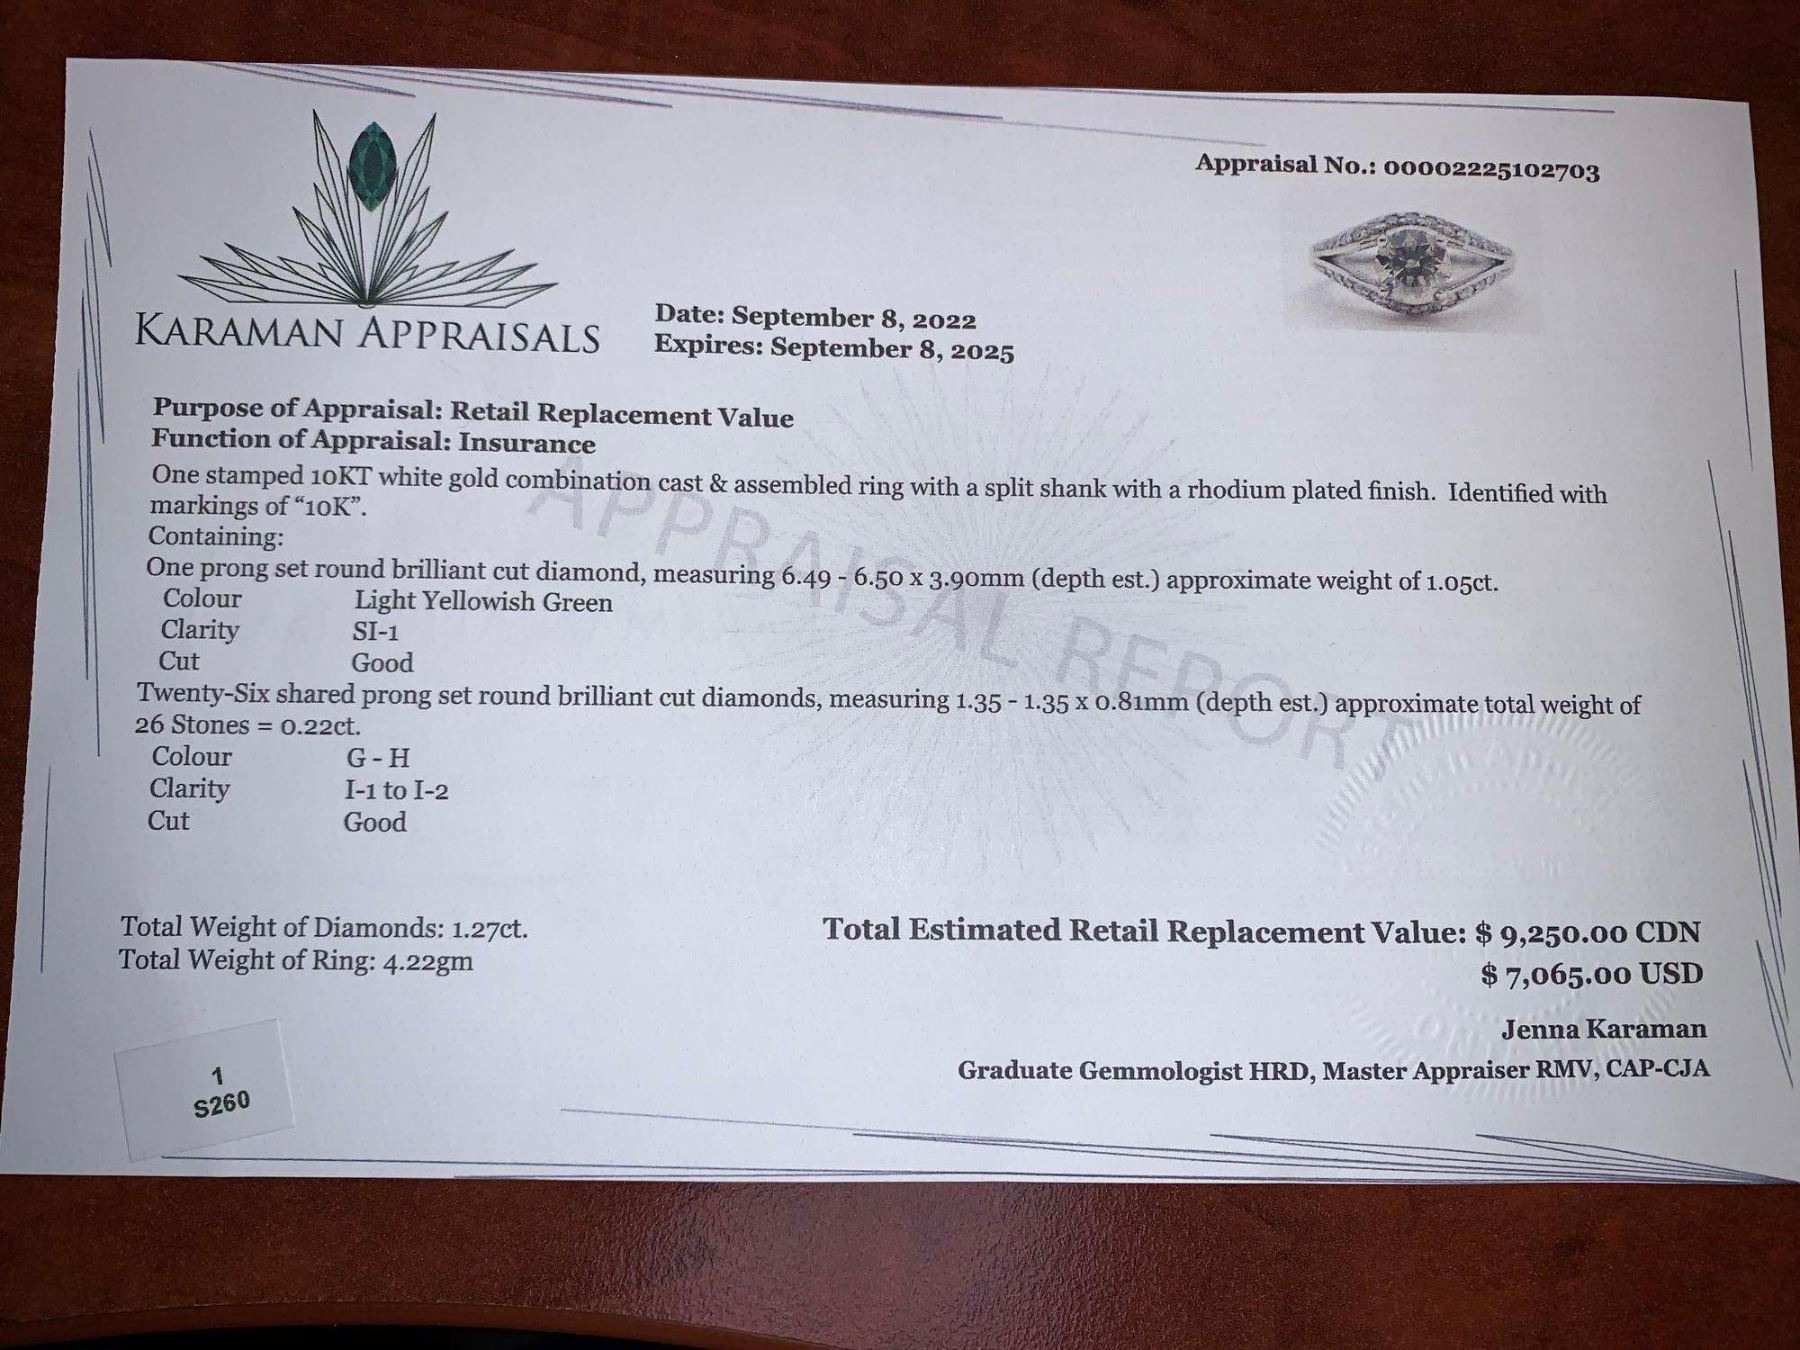 Appraisal No.: 00002225102703
KARAMAN APPRAISALS
Date: September 8, 2022
Expires: September 8, 2025
Purpose of Appraisal: Retail Replacement Value
Function of Appraisal: Insurance
One stamped 10KT white gold combination cast & assembled ring with a split shank with a rhodium plated finish. Identified with
markings of “10K”.
Containing:
One prong set round brilliant cut diamond, measuring 6.49 - 6.50 x 3.90mm (depth est.) approximate weight of 1.05ct.
Colour Light Yellowish Green
Clarity SI-1
Cut Good
Twenty-Six shared prong set round brilliant cut diamonds, measuring 1.35 - 1.35 x 0.81mm (depth est.) approximate total weight of
26 Stones = 0.22ct.
Colour G - H
Clarity I-1 to I-2
Cut Good
APPRAISAL REPORT
Total Weight of Diamonds: 1.27ct.
Total Weight of Ring: 4.22gm
Total Estimated Retail Replacement Value: $ 9,250.00 CDN
$ 7,065.00 USD
Jenna Karaman
Graduate Gemmologist HRD, Master Appraiser RMV, CAP-CJA
1
S260